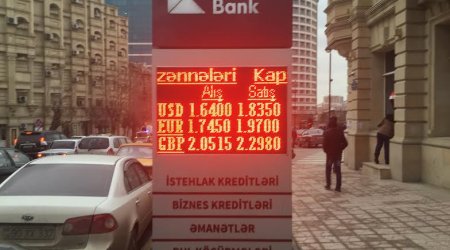 Bank
zənnələri Kap
Alış Satış
USD 1.6400 1.8350
EUR 1.7450 1.9700
GBP 2.0515 2.2980
İSTEHLAK KREDİTLƏRİ
BİZNES KREDİTLƏRİ
ƏMANƏTLƏR